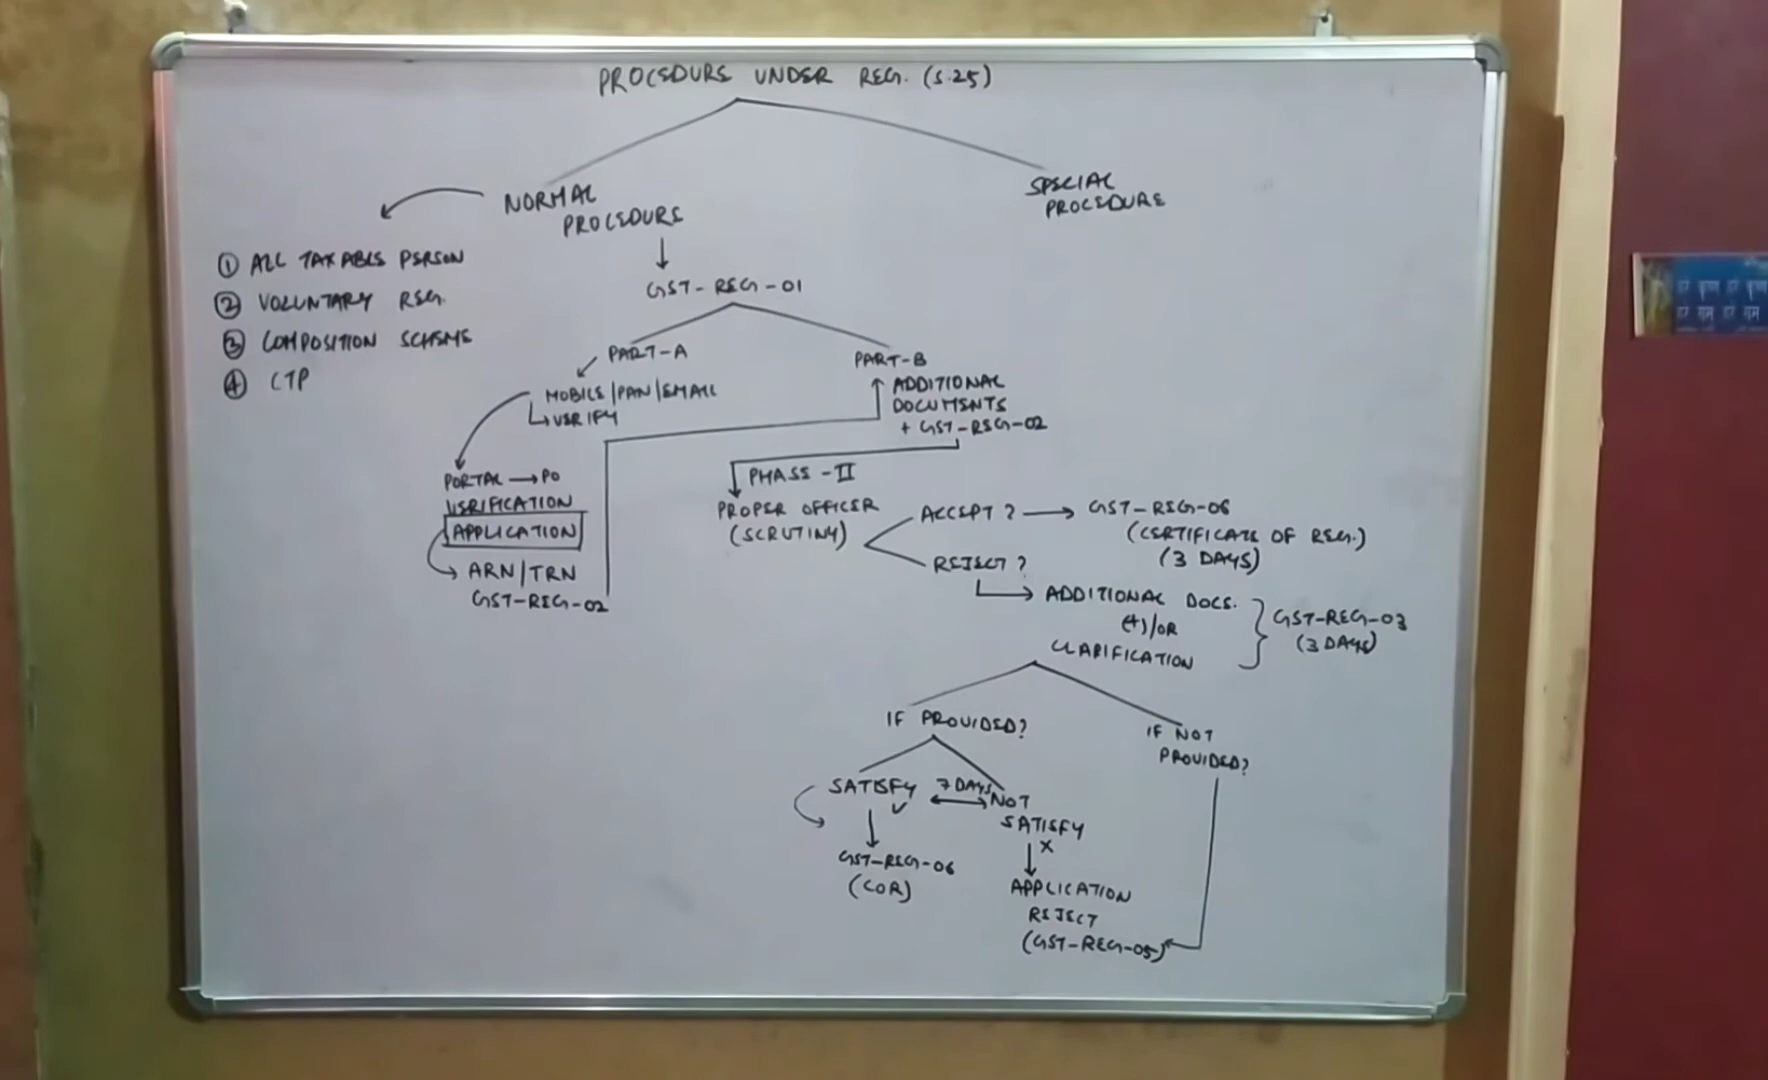 PROCEDURE UNDER REG. (S.25)
NORMAL
PROCEDURE
SPECIAL
PROCEDURE
① ALL TAXABLE PERSON
② VOLUNTARY REG.
③ COMPOSITION SCHEME
④ CTP
GST-REG-01
PART-A
MOBILE/PAN/EMAIL
VERIFY
PORTAL → PO
VERIFICATION
APPLICATION
ARN/TRN
GST-REG-02
PART-B
ADDITIONAL
DOCUMENTS
+ GST-REG-02
PHASE-II
PROPER OFFICER
(SCRUTINY)
ACCEPT? → GST-REG-06
(CERTIFICATE OF REG.)
(3 DAYS)
REJECT?
ADDITIONAL DOCS.
(+)/OR
CLARIFICATION
GST-REG-03
(3 DAYS)
IF PROVIDED?
IF NOT
PROVIDED?
SATISFY ✓
7 DAYS
NOT
SATISFY
X
GST-REG-06
(COR)
APPLICATION
REJECT
(GST-REG-05)